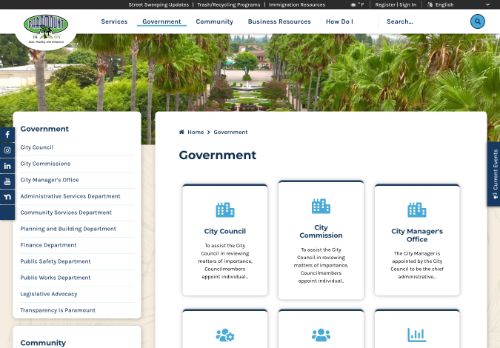 Street Sweeping Updates | Trash/Recycling Programs | Immigration Resources
°F | Register | Sign In
English
PARAMOUNT
Services
Government
Community
Business Resources
How Do I
Search...
Government
City Council
City Commissions
City Manager's Office
Administrative Services Department
Community Services Department
Planning and Building Department
Finance Department
Public Safety Department
Public Works Department
Legislative Advocacy
Transparency In Paramount
Community
Home > Government
Government
City Council
To assist the City
Council in reviewing
matters of importance,
Councilmembers
appoint individual..
City
Commission
To assist the City
Council in reviewing
matters of importance,
Councilmembers
appoint individual..
City Manager's
Office
The City Manager is
appointed by the City
Council to be the chief
administrative..
Current Events